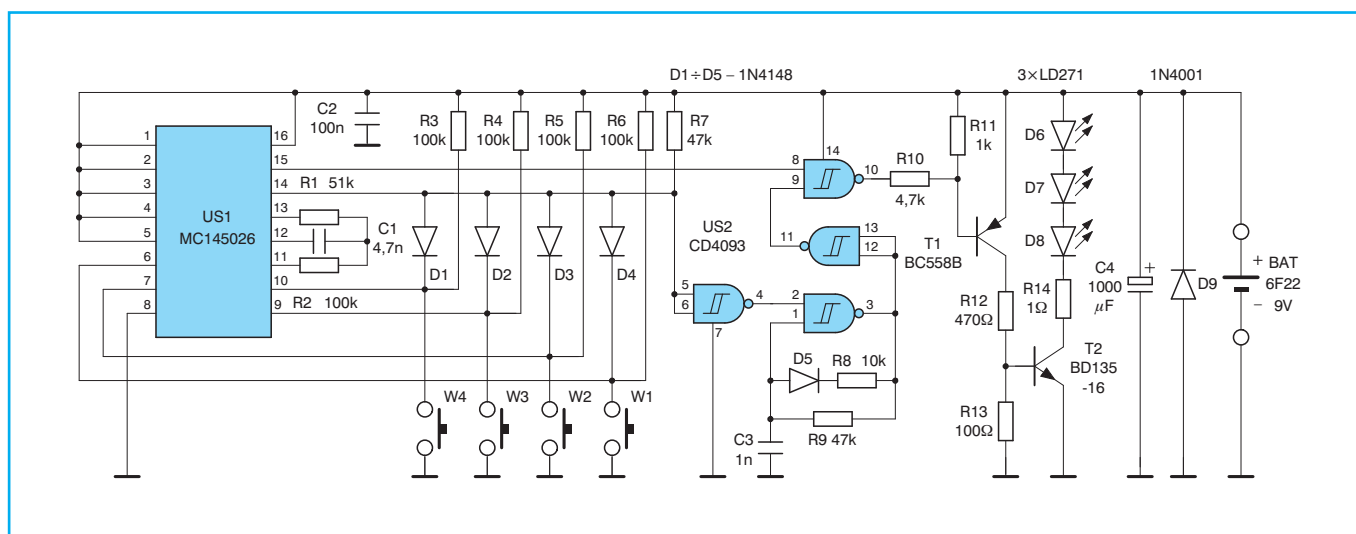 D1÷D5 – 1N4148
3×LD271
1N4001
C2
100n
R3
100k
R4
100k
R5
100k
R6
100k
R7
47k
R11
1k
D6
D7
D8
1
2
3
4
5
6
7
8
16
15
14
13
12
11
10
9
US1
MC145026
R1 51k
C1
4,7n
R2 100k
D1
D2
D3
D4
US2
CD4093
14
8
9
10
R10
4,7k
11
13
12
T1
BC558B
5
6
4
7
2
1
3
D5
R8 10k
R9 47k
C3
1n
R12
470Ω
R13
100Ω
R14
1Ω
T2
BD135
-16
C4
1000
µF
+
D9
+
BAT
6F22
–
9V
W4
W3
W2
W1